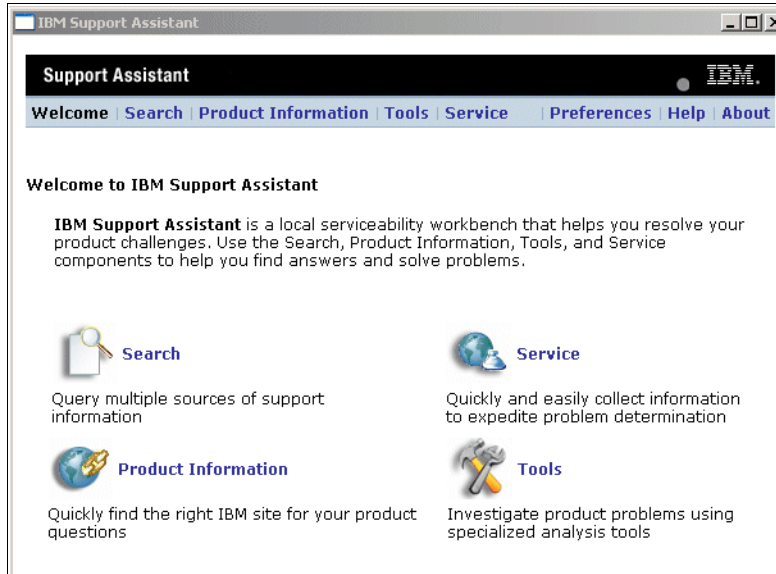 IBM Support Assistant
Support Assistant
IBM.
Welcome | Search | Product Information | Tools | Service | Preferences | Help | About
Welcome to IBM Support Assistant
IBM Support Assistant is a local serviceability workbench that helps you resolve your
product challenges. Use the Search, Product Information, Tools, and Service
components to help you find answers and solve problems.
Search
Query multiple sources of support
information
Service
Quickly and easily collect information
to expedite problem determination
Product Information
Quickly find the right IBM site for your product
questions
Tools
Investigate product problems using
specialized analysis tools